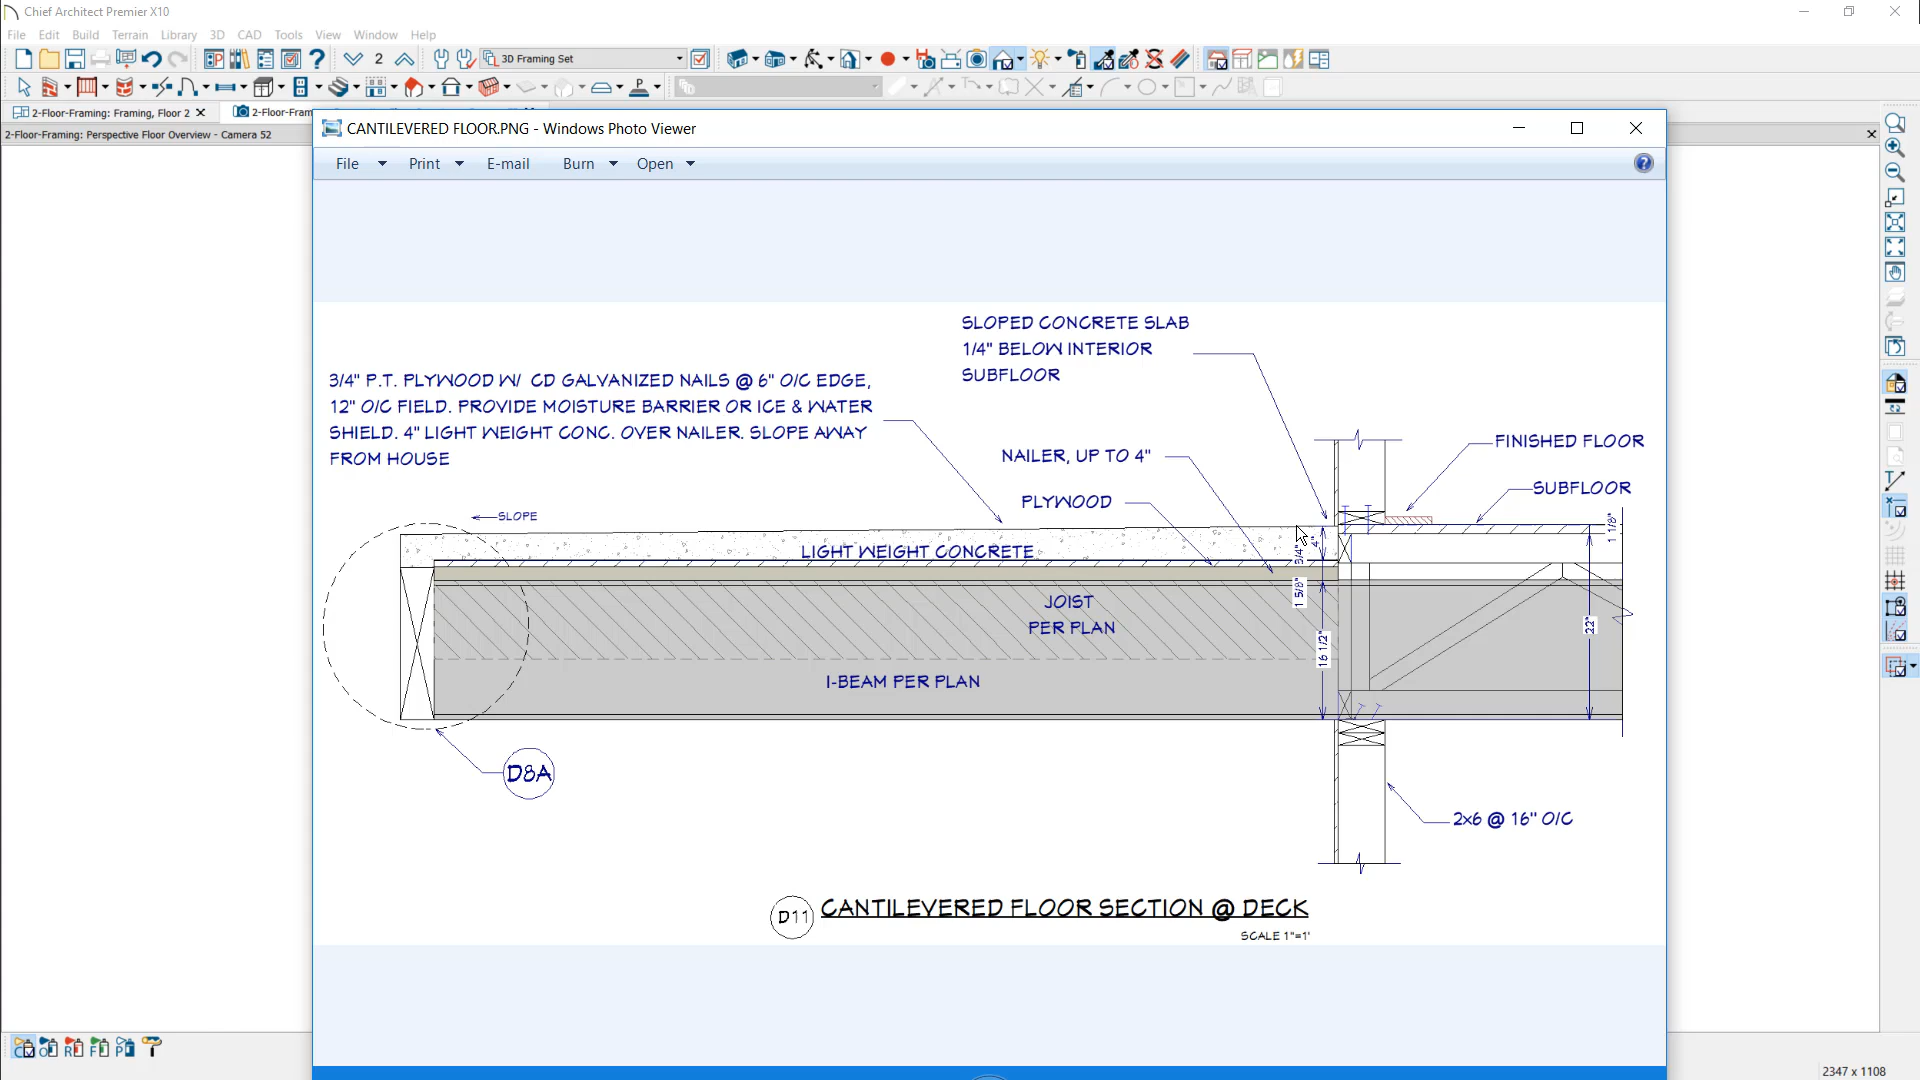 Chief Architect Premier X10
File Edit Build Terrain Library 3D CAD Tools View Window Help
2 3D Framing Set
2-Floor-Framing: Framing, Floor 2
2-Floor-Fram
2-Floor-Framing: Perspective Floor Overview - Camera 52
CANTILEVERED FLOOR.PNG - Windows Photo Viewer
File Print E-mail Burn Open
SLOPED CONCRETE SLAB
1/4" BELOW INTERIOR
SUBFLOOR
3/4" P.T. PLYWOOD W/ CD GALVANIZED NAILS @ 6" O/C EDGE,
12" O/C FIELD. PROVIDE MOISTURE BARRIER OR ICE & WATER
SHIELD. 4" LIGHT WEIGHT CONC. OVER NAILER. SLOPE AWAY
FROM HOUSE
FINISHED FLOOR
NAILER, UP TO 4"
SUBFLOOR
PLYWOOD
SLOPE
1 1/8"
4"
LIGHT WEIGHT CONCRETE
3/4"
1 5/8"
JOIST
PER PLAN
22"
16 1/2"
I-BEAM PER PLAN
D8A
2x6 @ 16" O/C
D11
CANTILEVERED FLOOR SECTION @ DECK
SCALE 1"=1'
2347 x 1108